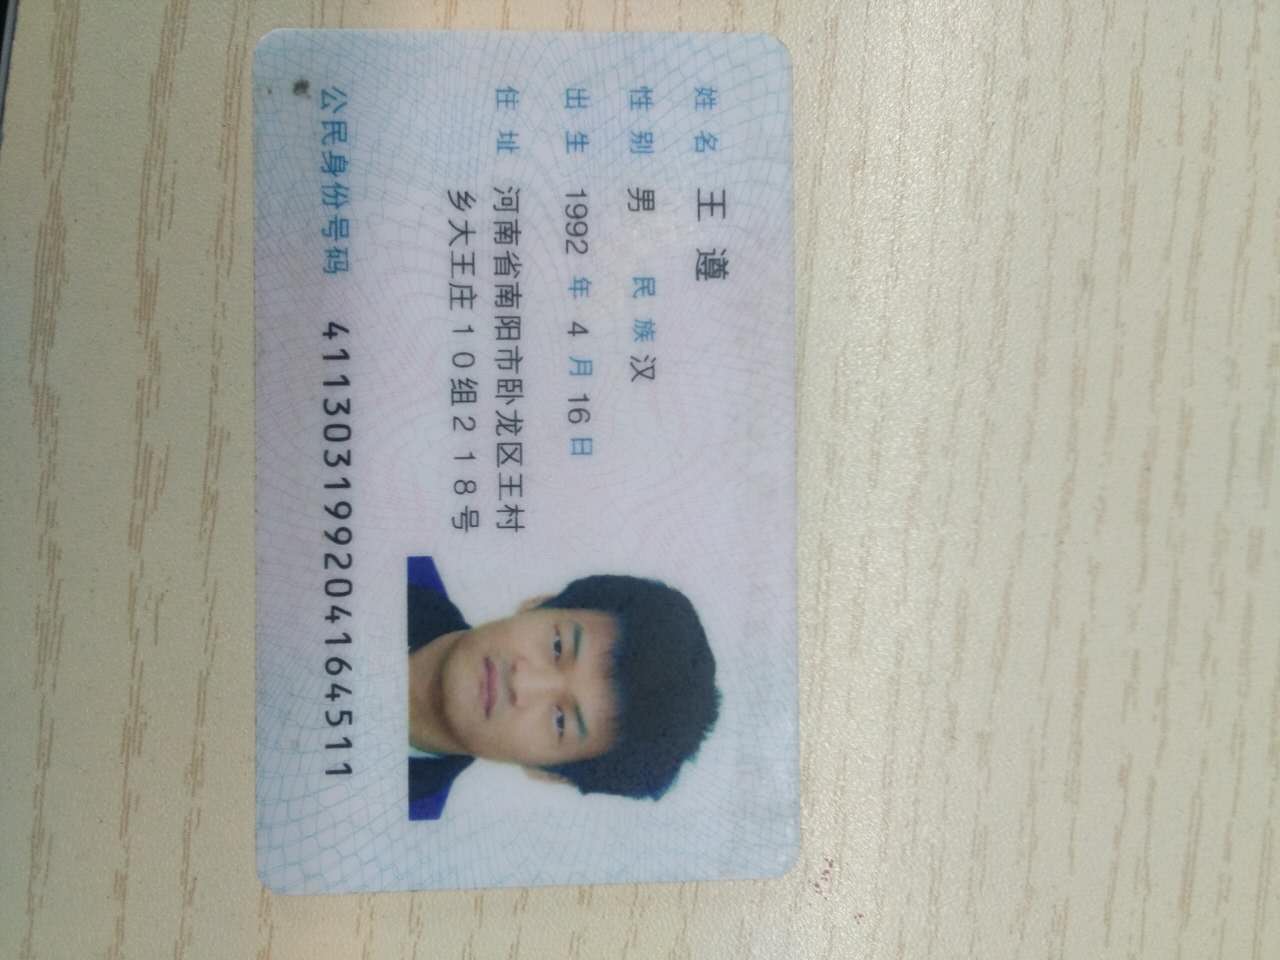 姓名 王遵
性别 男 民族 汉
出生 1992 年 4 月 16 日
住址 河南省南阳市卧龙区王村
乡大王庄10组218号
公民身份号码 411303199204164511